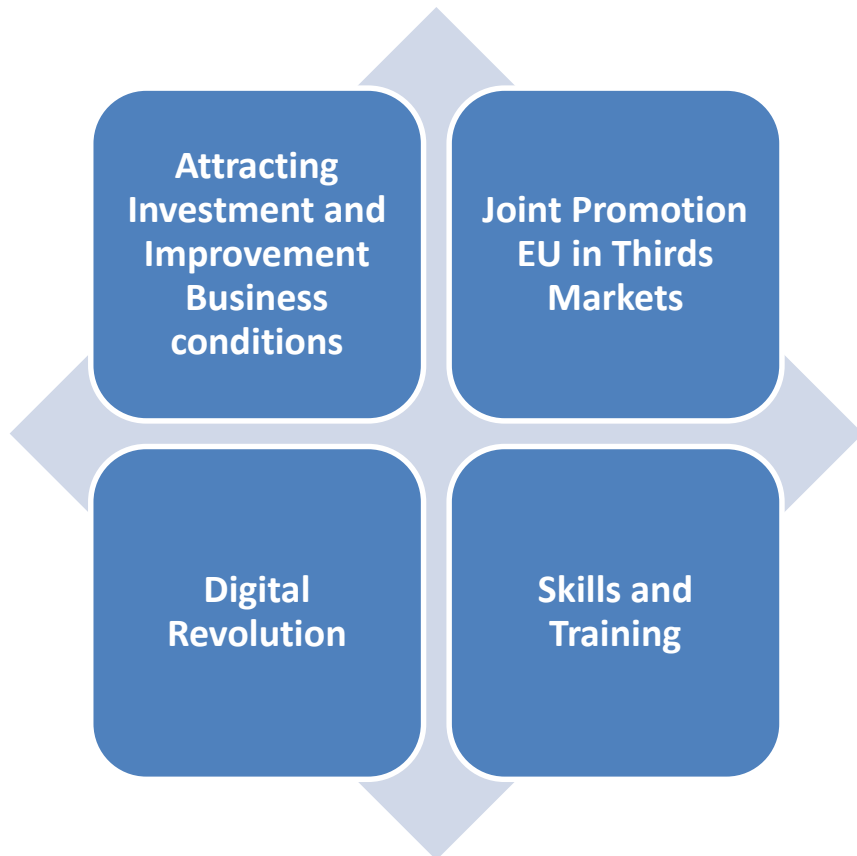 Attracting
Investment and
Improvement
Business
conditions
Joint Promotion
EU in Thirds
Markets
Digital
Revolution
Skills and
Training